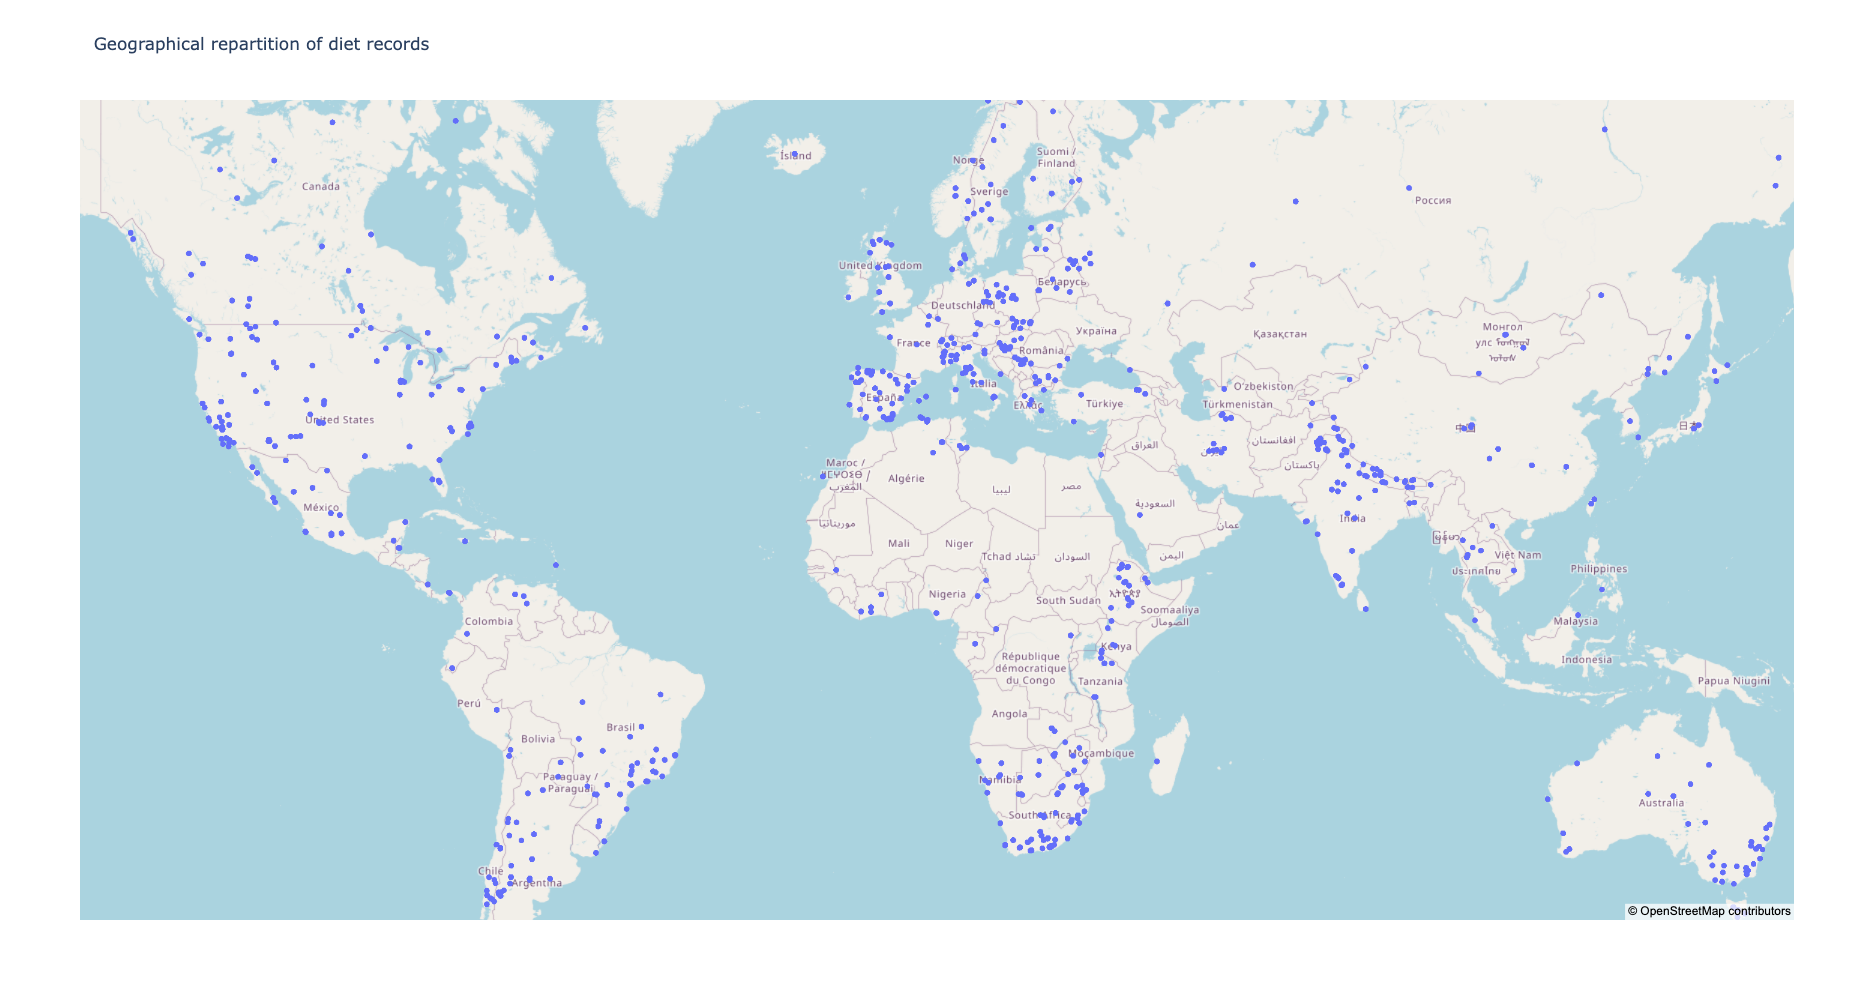 Geographical repartition of diet records
Ísland
Norge
Suomi /
Finland
Sverige
Canada
Россия
United Kingdom
Беларусь
Deutschland
Україна
Қазақстан
Монгол
улс
France
România
Italia
O'zbekiston
España
Ελλάς
Türkiye
Türkmenistan
United States
افغانستان
العراق
中国
Maroc /
ⵍⵎⵖⵔⵉⴱ /
المغرب
Algérie
ليبيا
مصر
پاکستان
السعودية
México
موريتانيا
عمان
India
Mali
Niger
Tchad تشاد
السودان
اليمن
Việt Nam
ประเทศไทย
Philippines
Nigeria
South Sudan
ኢትዮጵያ
Soomaaliya
الصومال
Colombia
Malaysia
Kenya
République
démocratique
du Congo
Indonesia
Tanzania
Papua Niugini
Perú
Angola
Brasil
Bolivia
Moçambique
Paraguay /
Paraguái
Namibia
Australia
South Africa
Chile
Argentina
© OpenStreetMap contributors